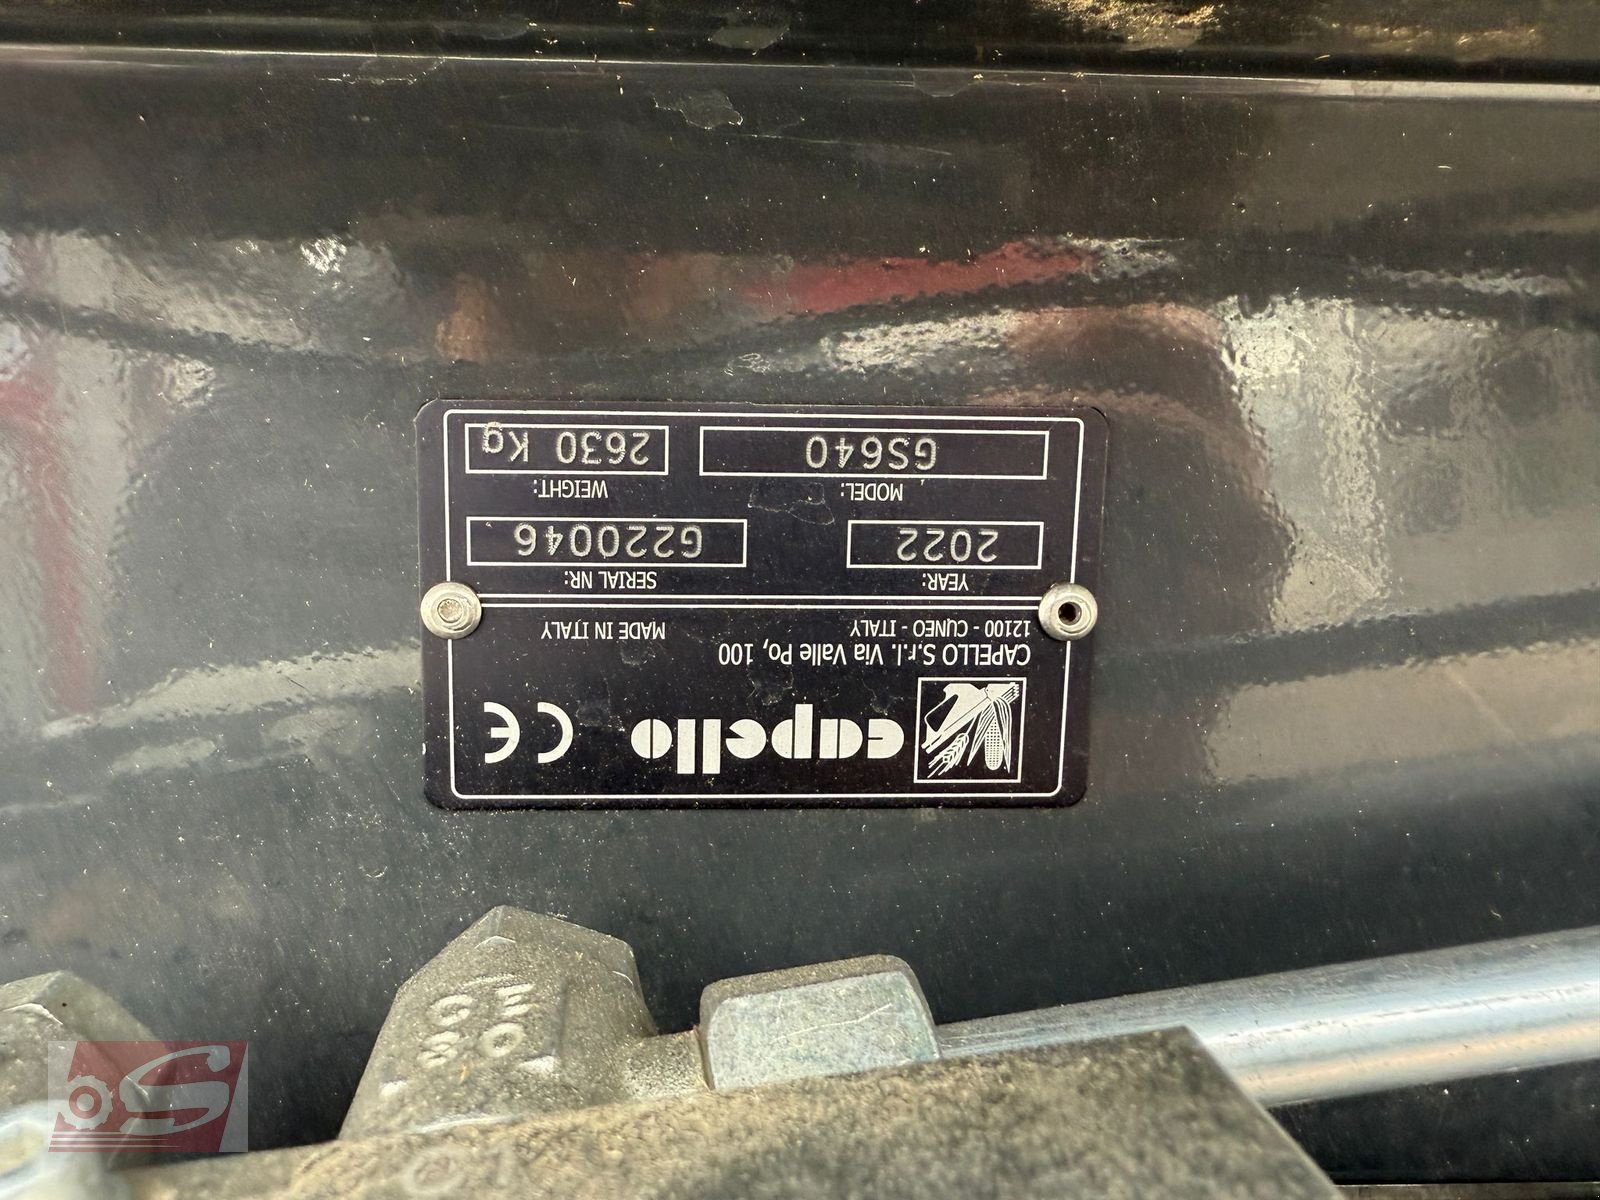 capello CE
CAPELLO S.r.l. Via Valle Po, 100
12100 - CUNEO - ITALY MADE IN ITALY
YEAR: SERIAL NR:
2022 G220046
MODEL: WEIGHT:
GS640 2630 Kg